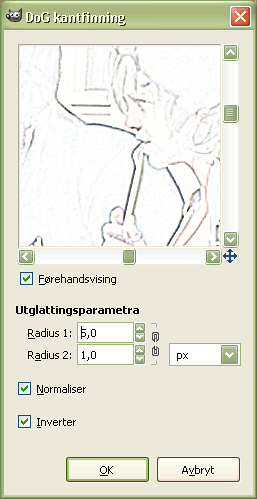 DoG kantfinning
Førehandsvising
Utglattingsparametra
Radius 1: 5,0
Radius 2: 1,0 px
Normaliser
Inverter
OK Avbryt